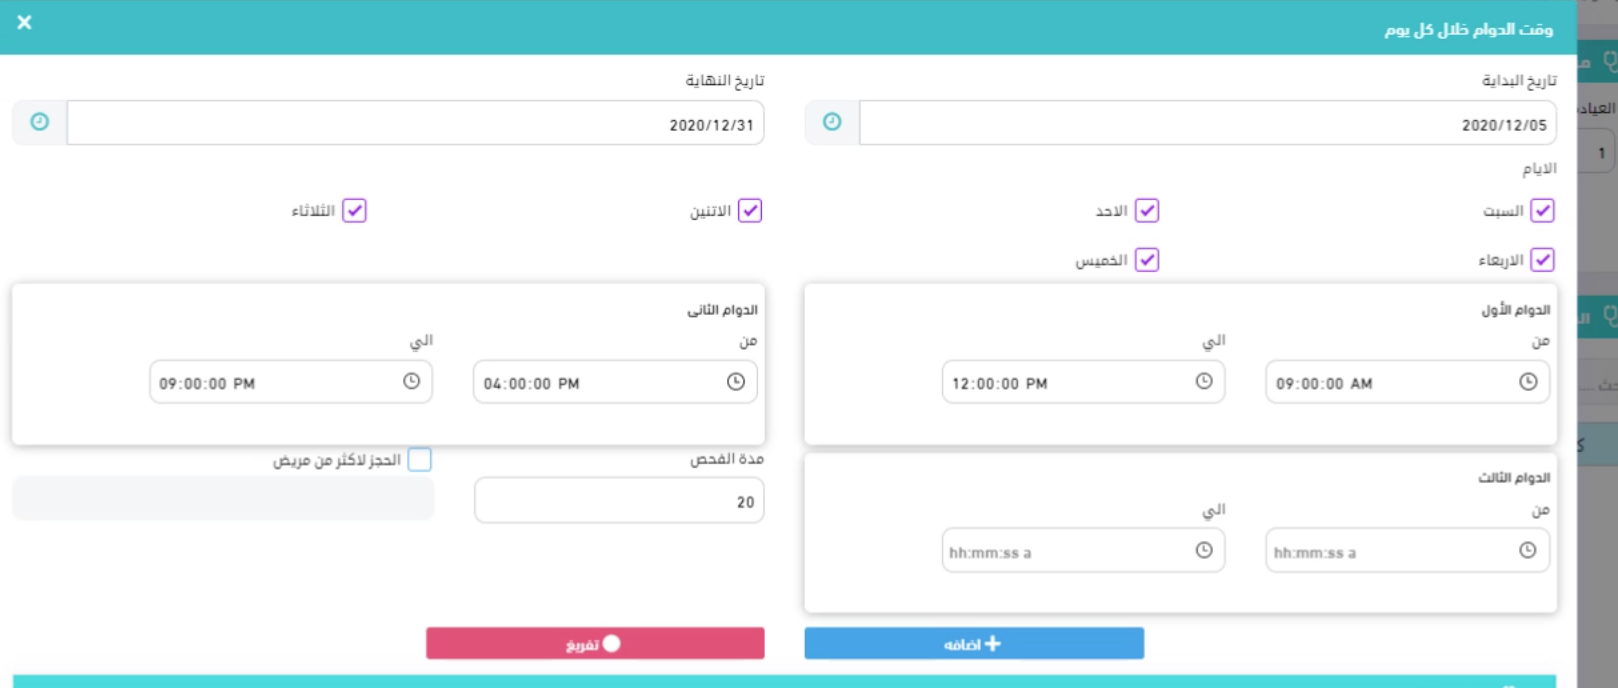 وقت الدوام خلال كل يوم
تاريخ البداية
تاريخ النهاية
2020/12/05
2020/12/31
الايام
السبت
الاحد
الاتنين
الثلاثاء
الاربعاء
الخميس
الدوام الأول
من
الي
09:00:00 AM
12:00:00 PM
الدوام الثانى
من
الي
04:00:00 PM
09:00:00 PM
الدوام الثالث
من
الي
hh:mm:ss a
hh:mm:ss a
مدة الفحص
20
الحجز لاكثر من مريض
اضافه
تفريغ
1